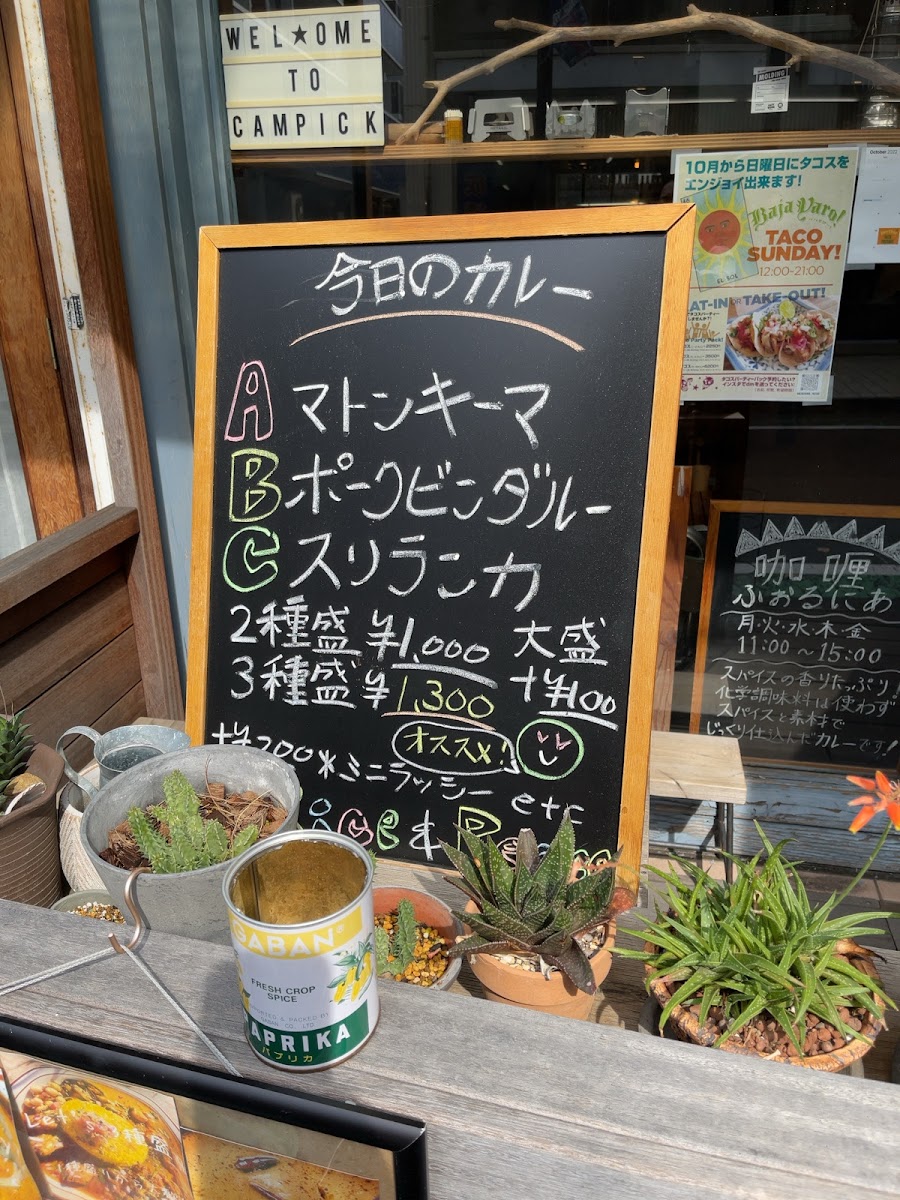 WEL★OME
TO
CAMPICK
MOLDING
10月から日曜日にタコスを
エンジョイ出来ます!
Baja Yaro!
TACO
SUNDAY!
12:00-21:00
EL SOL
EAT-IN OR TAKE-OUT!
October 2022
今日のカレー
A マトンキーマ
B ポークビンダルー
C スリランカ
2種盛 ¥1,000 大盛
3種盛 ¥1,300 +¥100
オススメ!
+¥200*ミニラッシー etc
咖喱
ふぉるにあ
月・火・水・木・金
11:00~15:00
スパイスの香りたっぷり!
化学調味料は使わず
スパイスと素材で
じっくり仕込んだカレーです!
GABAN®
FRESH CROP
SPICE
PAPRIKA
パプリカ